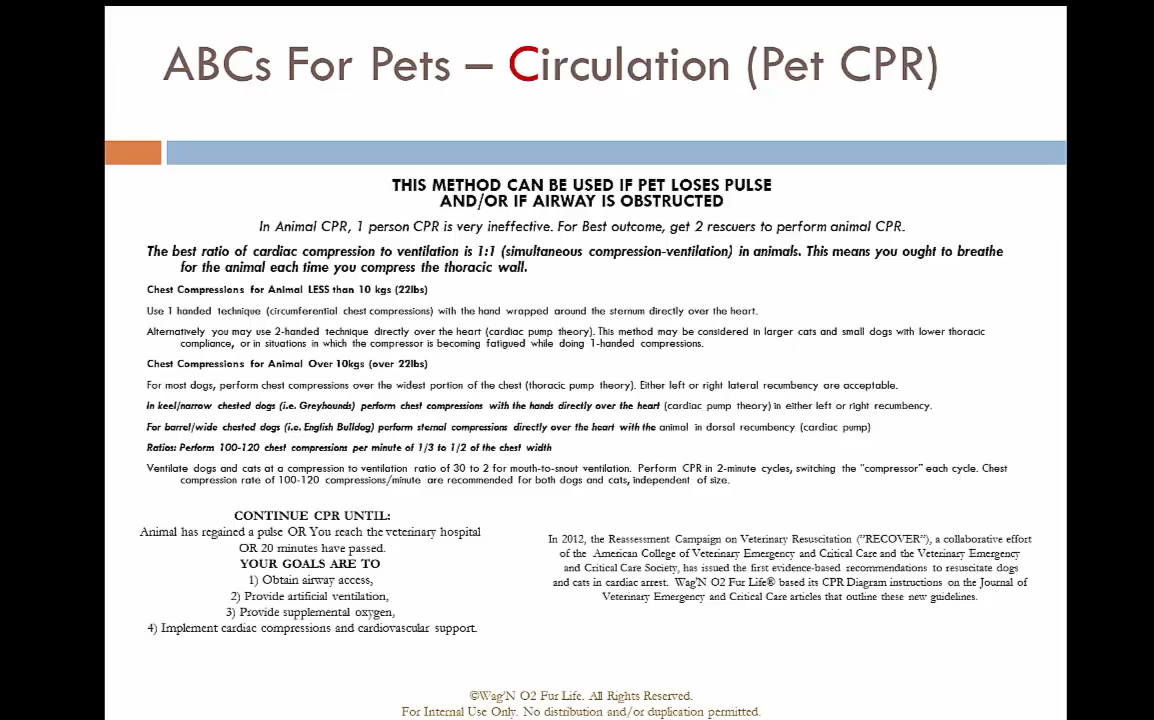 ABCs For Pets – Circulation (Pet CPR)
THIS METHOD CAN BE USED IF PET LOSES PULSE
AND/OR IF AIRWAY IS OBSTRUCTED
In Animal CPR, 1 person CPR is very ineffective. For Best outcome, get 2 rescuers to perform animal CPR.
The best ratio of cardiac compression to ventilation is 1:1 (simultaneous compression-ventilation) in animals. This means you ought to breathe
for the animal each time you compress the thoracic wall.
Chest Compressions for Animal LESS than 10 kgs (22lbs)
Use 1 handed technique (circumferential chest compressions) with the hand wrapped around the sternum directly over the heart.
Alternatively you may use 2-handed technique directly over the heart (cardiac pump theory). This method may be considered in larger cats and small dogs with lower thoracic
compliance, or in situations in which the compressor is becoming fatigued while doing 1-handed compressions.
Chest Compressions for Animal Over 10kgs (over 22lbs)
For most dogs, perform chest compressions over the widest portion of the chest (thoracic pump theory). Either left or right lateral recumbency are acceptable.
In keel/narrow chested dogs (i.e. Greyhounds) perform chest compressions with the hands directly over the heart (cardiac pump theory) in either left or right recumbency.
For barrel/wide chested dogs (i.e. English Bulldog) perform sternal compressions directly over the heart with the animal in dorsal recumbency (cardiac pump)
Ratios: Perform 100-120 chest compressions per minute of 1/3 to 1/2 of the chest width
Ventilate dogs and cats at a compression to ventilation ratio of 30 to 2 for mouth-to-snout ventilation. Perform CPR in 2-minute cycles, switching the "compressor" each cycle. Chest
compression rate of 100-120 compressions/minute are recommended for both dogs and cats, independent of size.
CONTINUE CPR UNTIL:
Animal has regained a pulse OR You reach the veterinary hospital
OR 20 minutes have passed.
YOUR GOALS ARE TO
1) Obtain airway access,
2) Provide artificial ventilation,
3) Provide supplemental oxygen,
4) Implement cardiac compressions and cardiovascular support.
In 2012, the Reassessment Campaign on Veterinary Resuscitation ("RECOVER"), a collaborative effort
of the American College of Veterinary Emergency and Critical Care and the Veterinary Emergency
and Critical Care Society, has issued the first evidence-based recommendations to resuscitate dogs
and cats in cardiac arrest. Wag'N O2 Fur Life® based its CPR Diagram instructions on the Journal of
Veterinary Emergency and Critical Care articles that outline these new guidelines.
©Wag'N O2 Fur Life. All Rights Reserved.
For Internal Use Only. No distribution and/or duplication permitted.